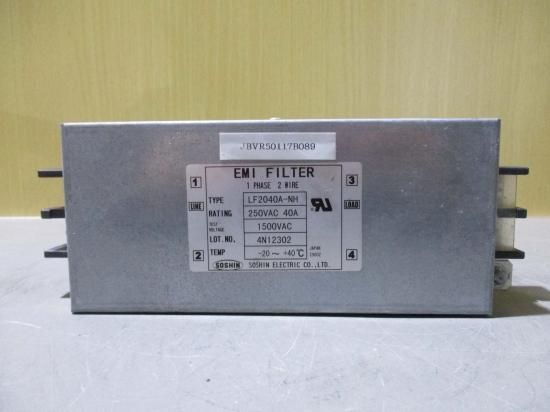 JBVR50117B089
EMI FILTER
1 PHASE 2 WIRE
1
3
LINE
LOAD
TYPE LF2040A-NH
RATING 250VAC 40A
TEST VOLTAGE 1500VAC
LOT.NO. 4N12302
TEMP -20～+40℃
2
4
JAPAN
SOSHIN SOSHIN ELECTRIC CO.,LTD.